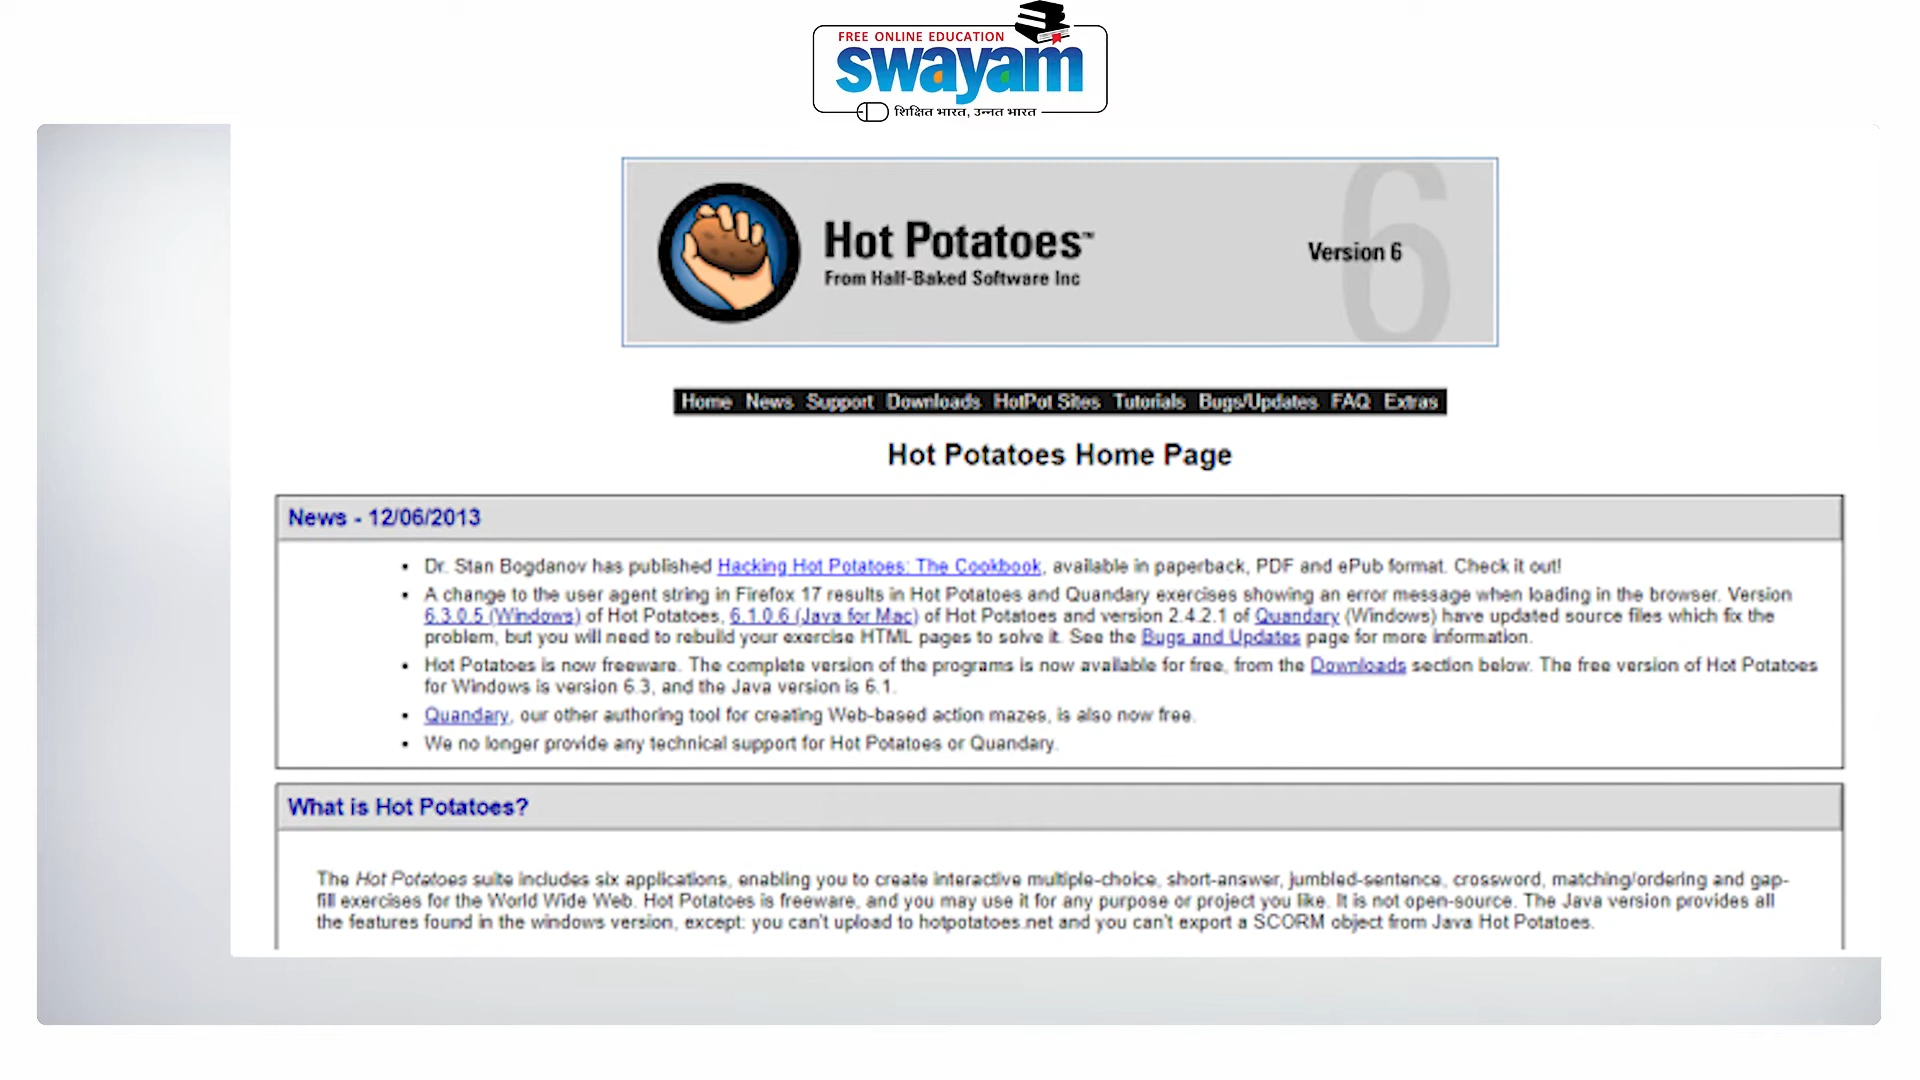 FREE ONLINE EDUCATION
swayam
शिक्षित भारत, उन्नत भारत
6
Hot Potatoes™
Version 6
From Half-Baked Software Inc
Home News Support Downloads HotPot Sites Tutorials Bugs/Updates FAQ Extras
Hot Potatoes Home Page
News - 12/06/2013
• Dr. Stan Bogdanov has published Hacking Hot Potatoes: The Cookbook, available in paperback, PDF and ePub format. Check it out!
• A change to the user agent string in Firefox 17 results in Hot Potatoes and Quandary exercises showing an error message when loading in the browser. Version
6.3.0.5 (Windows) of Hot Potatoes, 6.1.0.6 (Java for Mac) of Hot Potatoes and version 2.4.2.1 of Quandary (Windows) have updated source files which fix the
problem, but you will need to rebuild your exercise HTML pages to solve it. See the Bugs and Updates page for more information.
• Hot Potatoes is now freeware. The complete version of the programs is now available for free, from the Downloads section below. The free version of Hot Potatoes
for Windows is version 6.3, and the Java version is 6.1.
• Quandary, our other authoring tool for creating Web-based action mazes, is also now free.
• We no longer provide any technical support for Hot Potatoes or Quandary.
What is Hot Potatoes?
The Hot Potatoes suite includes six applications, enabling you to create interactive multiple-choice, short-answer, jumbled-sentence, crossword, matching/ordering and gap-
fill exercises for the World Wide Web. Hot Potatoes is freeware, and you may use it for any purpose or project you like. It is not open-source. The Java version provides all
the features found in the windows version, except: you can't upload to hotpotatoes.net and you can't export a SCORM object from Java Hot Potatoes.